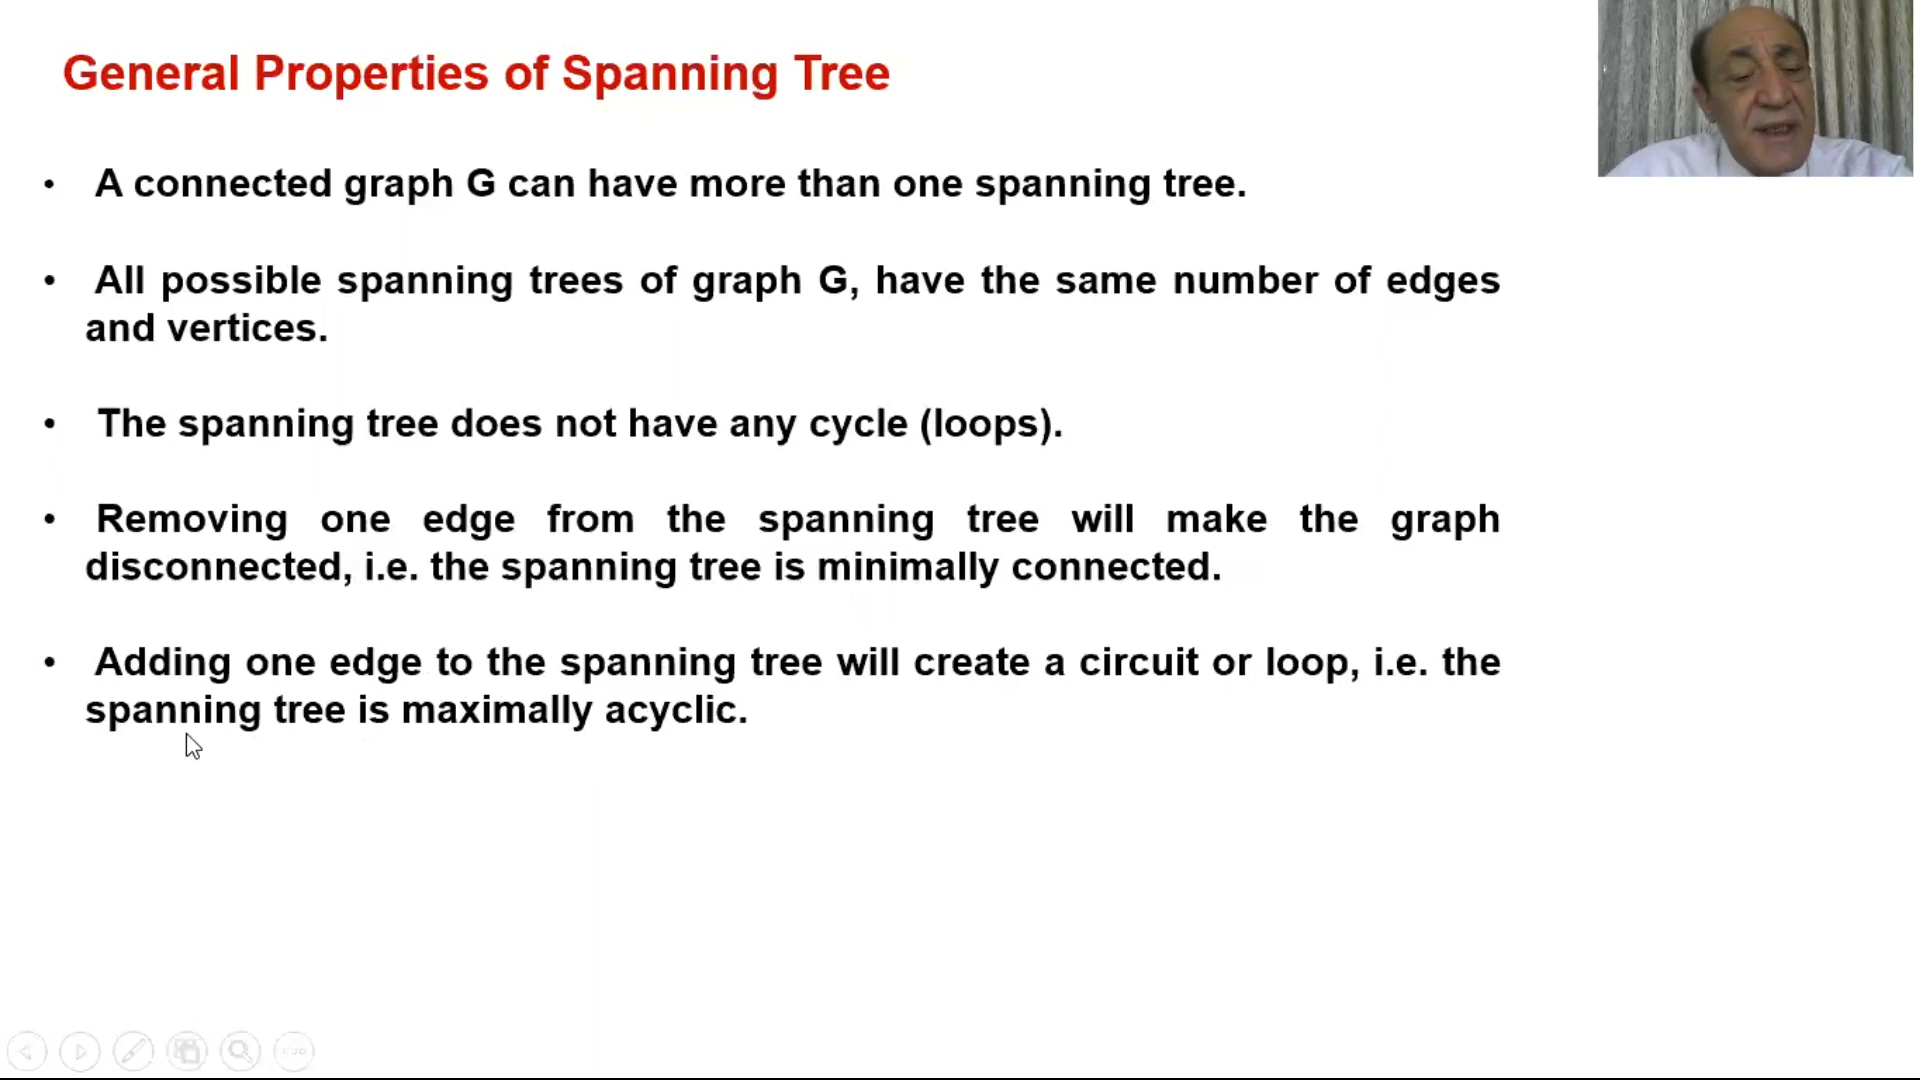 General Properties of Spanning Tree
• A connected graph G can have more than one spanning tree.
• All possible spanning trees of graph G, have the same number of edges
and vertices.
• The spanning tree does not have any cycle (loops).
• Removing one edge from the spanning tree will make the graph
disconnected, i.e. the spanning tree is minimally connected.
• Adding one edge to the spanning tree will create a circuit or loop, i.e. the
spanning tree is maximally acyclic.